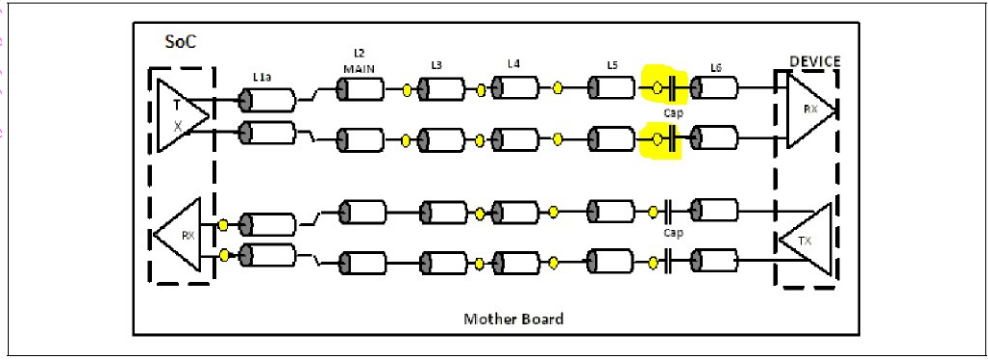 SoC
DEVICE
L1a
L2
MAIN
L3
L4
L5
L6
T
X
RX
Cap
RX
Cap
TX
Mother Board